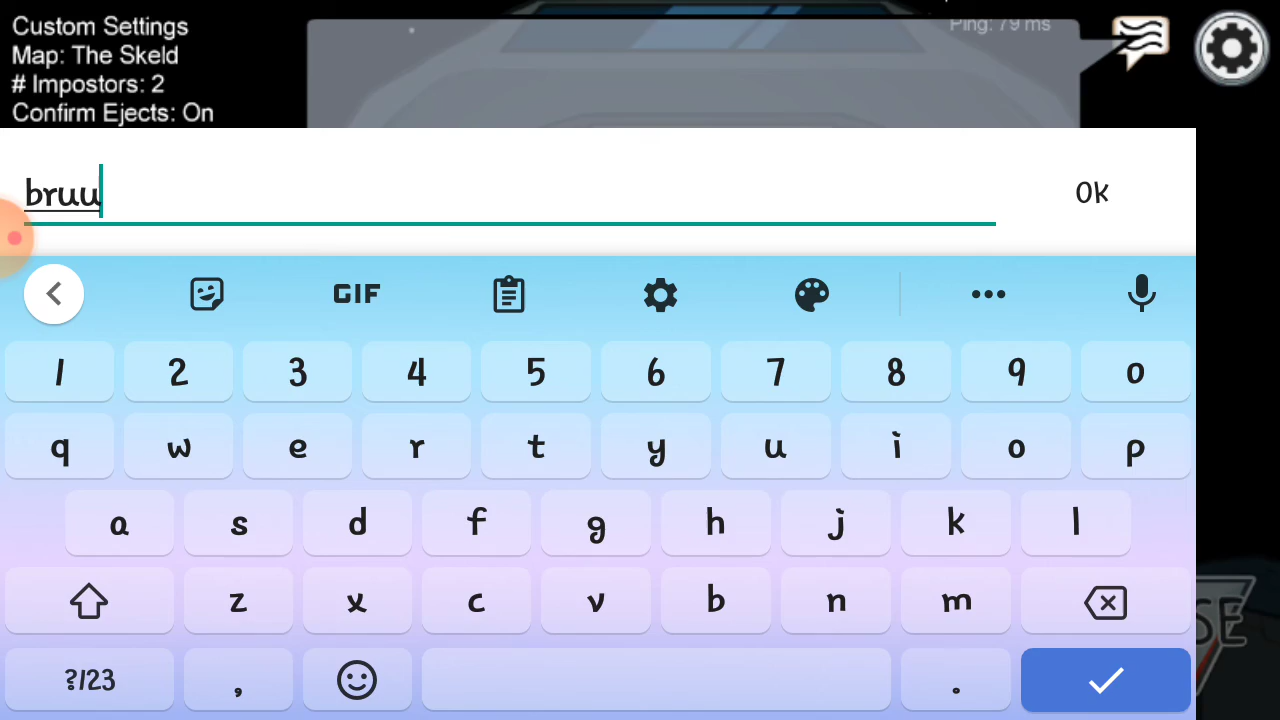 Custom Settings
Map: The Skeld
# Impostors: 2
Confirm Ejects: On
Ping: 79 ms
bruu
OK
GIF
1 2 3 4 5 6 7 8 9 0
q w e r t y u i o p
a s d f g h j k l
z x c v b n m
?123 , .
SE